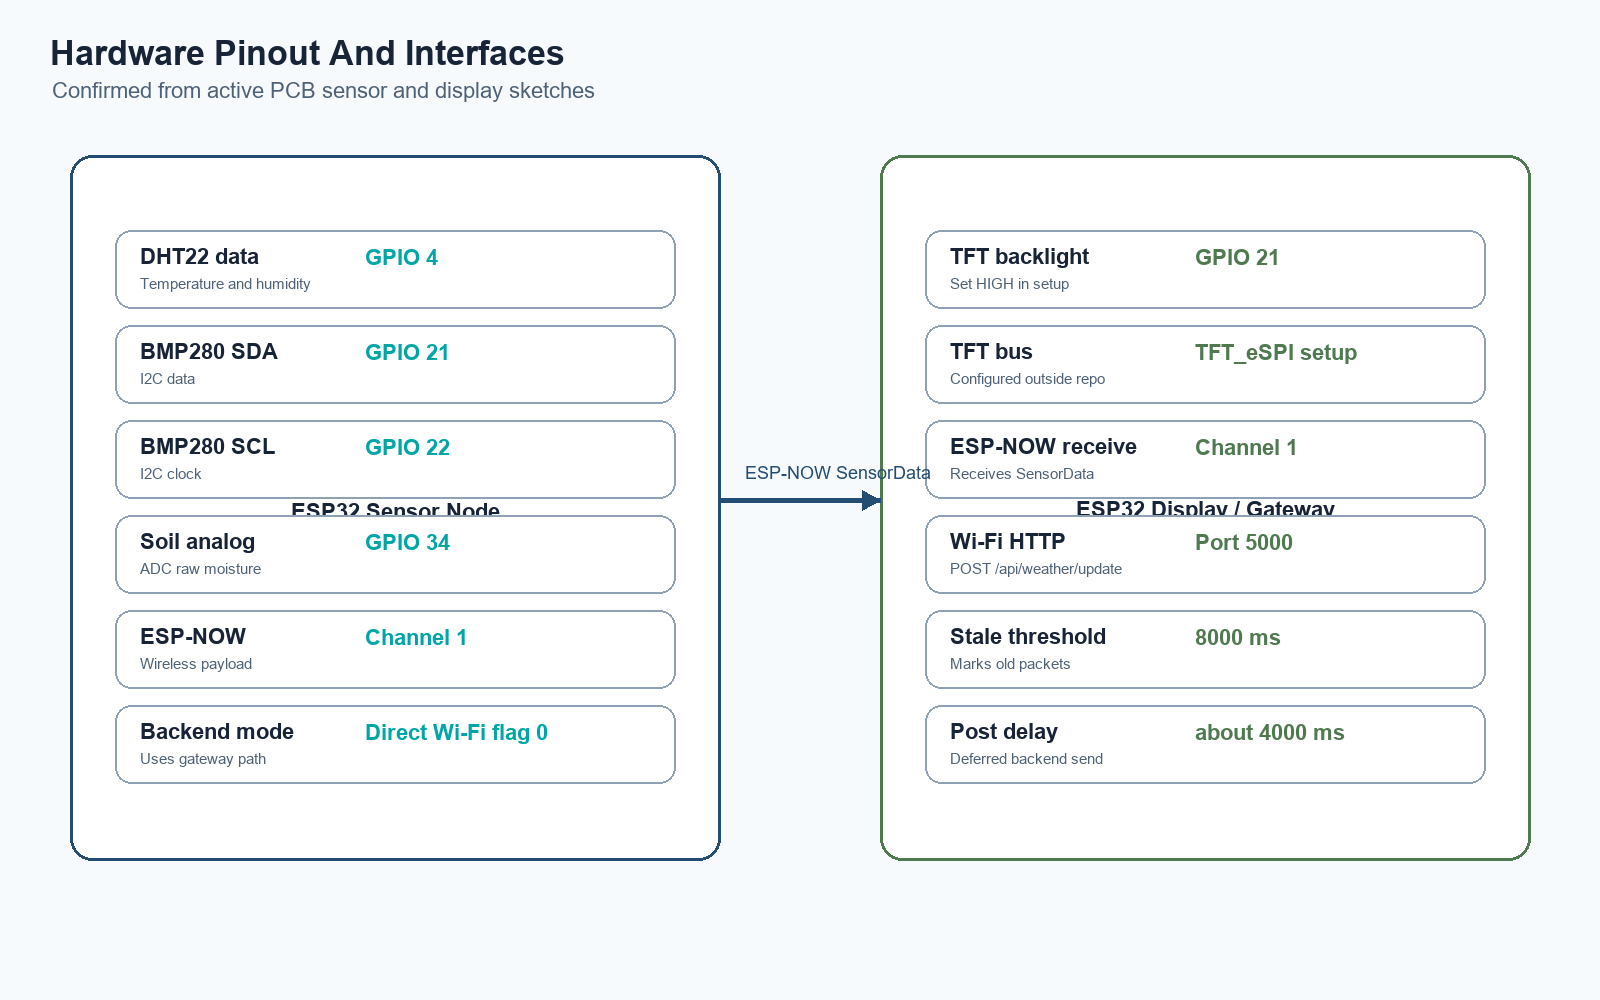 Hardware Pinout And Interfaces
Confirmed from active PCB sensor and display sketches
DHT22 data GPIO 4
Temperature and humidity
BMP280 SDA GPIO 21
I2C data
BMP280 SCL GPIO 22
I2C clock
ESP32 Sensor Node
Soil analog GPIO 34
ADC raw moisture
ESP-NOW Channel 1
Wireless payload
Backend mode Direct Wi-Fi flag 0
Uses gateway path
ESP-NOW SensorData
TFT backlight GPIO 21
Set HIGH in setup
TFT bus TFT_eSPI setup
Configured outside repo
ESP-NOW receive Channel 1
Receives SensorData
ESP32 Display / Gateway
Wi-Fi HTTP Port 5000
POST /api/weather/update
Stale threshold 8000 ms
Marks old packets
Post delay about 4000 ms
Deferred backend send